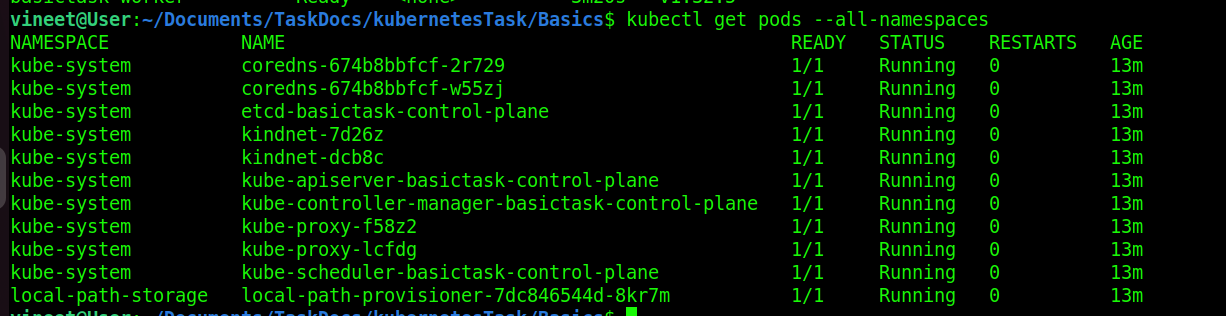 vineet@User:~/Documents/TaskDocs/kubernetesTask/Basics$ kubectl get pods --all-namespaces
NAMESPACE NAME READY STATUS RESTARTS AGE
kube-system coredns-674b8bbfcf-2r729 1/1 Running 0 13m
kube-system coredns-674b8bbfcf-w55zj 1/1 Running 0 13m
kube-system etcd-basictask-control-plane 1/1 Running 0 13m
kube-system kindnet-7d26z 1/1 Running 0 13m
kube-system kindnet-dcb8c 1/1 Running 0 13m
kube-system kube-apiserver-basictask-control-plane 1/1 Running 0 13m
kube-system kube-controller-manager-basictask-control-plane 1/1 Running 0 13m
kube-system kube-proxy-f58z2 1/1 Running 0 13m
kube-system kube-proxy-lcfdg 1/1 Running 0 13m
kube-system kube-scheduler-basictask-control-plane 1/1 Running 0 13m
local-path-storage local-path-provisioner-7dc846544d-8kr7m 1/1 Running 0 13m
vineet@User:~/Documents/TaskDocs/kubernetesTask/Basics$